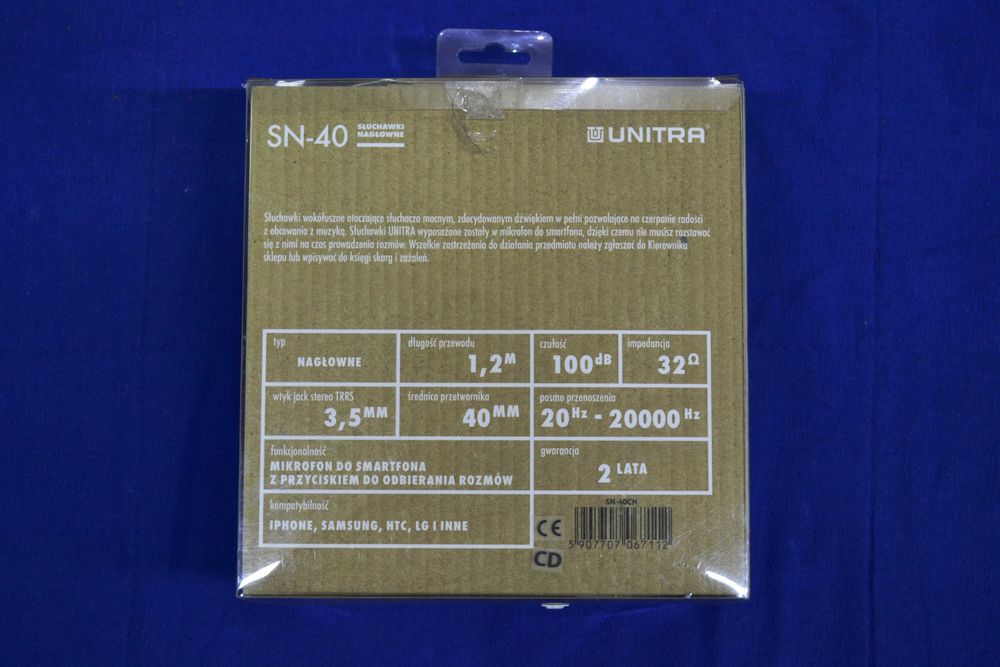 SN-40 SŁUCHAWKI
NAGŁOWNE
UNITRA®
Słuchawki wokółuszne otaczające słuchacza mocnym, zdecydowanym dźwiękiem w pełni pozwalające na czerpanie radości
z obcowania z muzyką. Słuchawki UNITRA wyposażone zostały w mikrofon do smartfona, dzięki czemu nie musisz rozstawać
się z nimi na czas prowadzenia rozmów. Wszelkie zastrzeżenia do działania przedmiotu należy zgłaszać do Kierownika
sklepu lub wpisywać do księgi skarg i zażaleń.
typ
NAGŁOWNE
długość przewodu
1,2M
czułość
100dB
impedancja
32Ω
wtyk jack stereo TRRS
3,5MM
średnica przetwornika
40MM
pasmo przenoszenia
20Hz - 20000Hz
funkcjonalność
MIKROFON DO SMARTFONA
Z PRZYCISKIEM DO ODBIERANIA ROZMÓW
gwarancja
2 LATA
kompatybilność
IPHONE, SAMSUNG, HTC, LG I INNE
SN-40CH
CE
5 907707 067112
CD